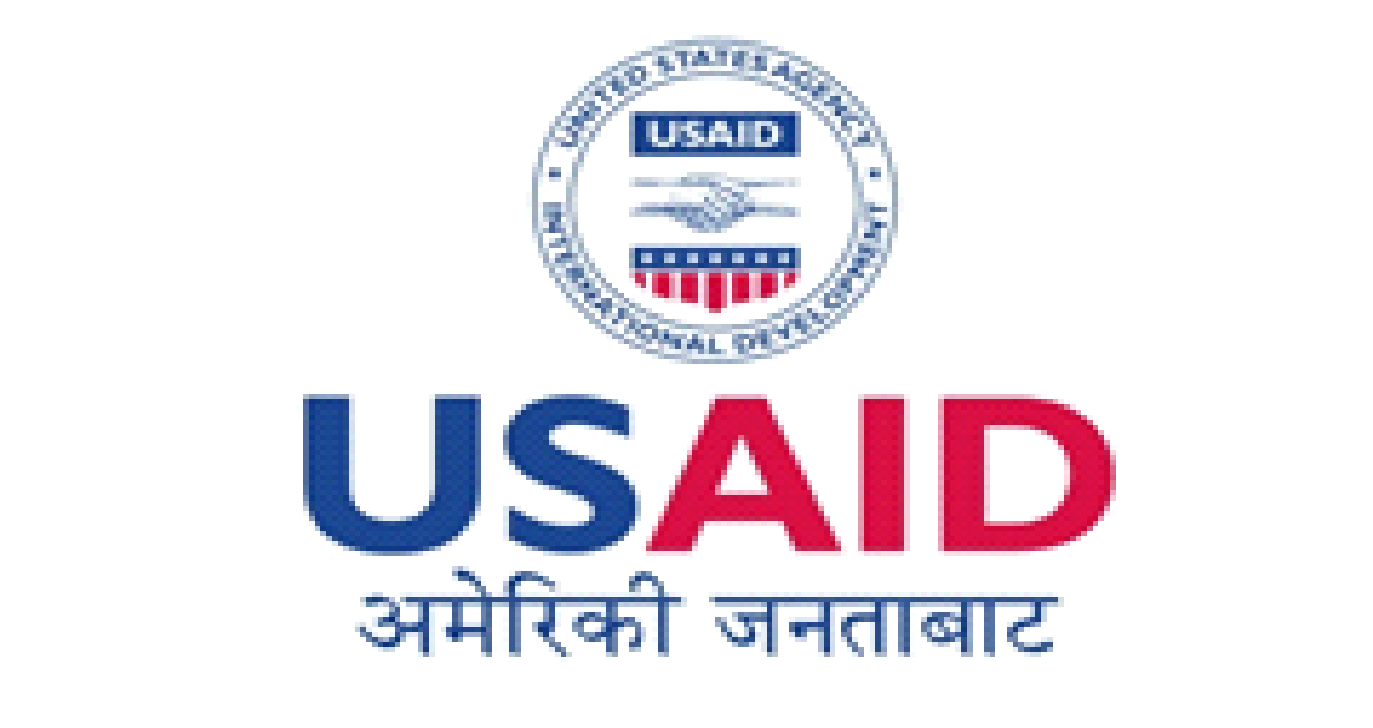 UNITED STATES AGENCY
USAID
INTERNATIONAL DEVELOPMENT
USAID
अमेरिकी जनताबाट